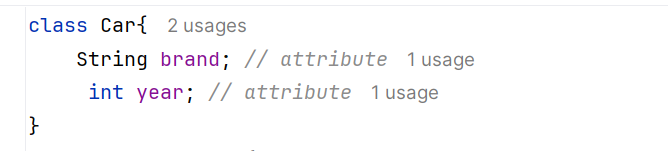 class Car{ 2 usages
String brand; // attribute 1 usage
int year; // attribute 1 usage
}